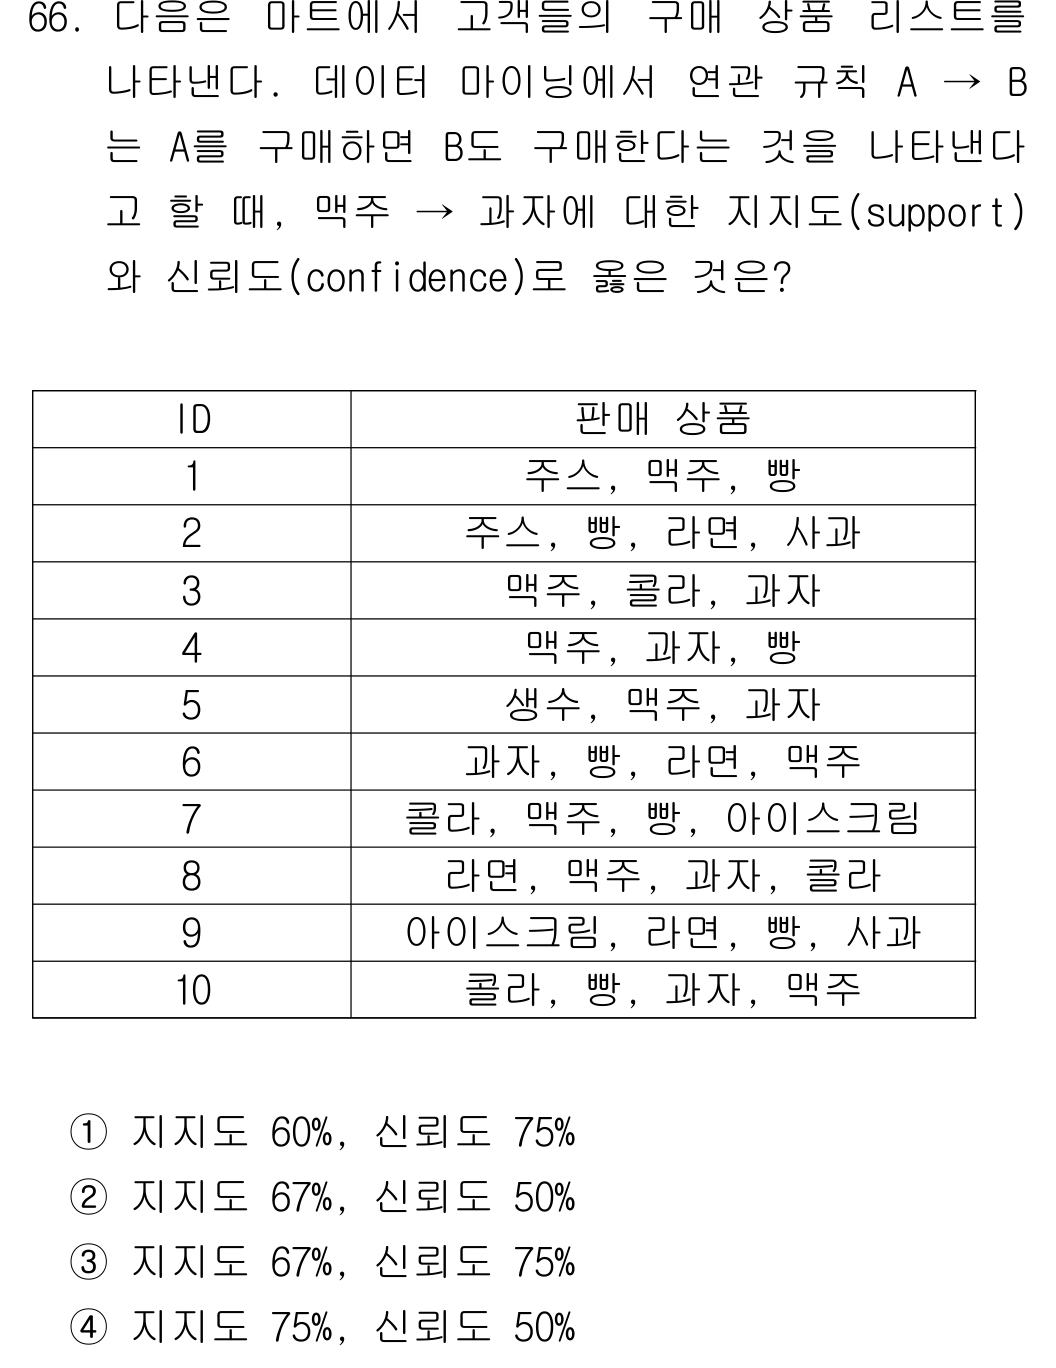 66. 다음은 마트에서 고객들의 구매 상품 리스트를
나타낸다. 데이터 마이닝에서 연관 규칙 A → B
는 A를 구매하면 B도 구매한다는 것을 나타낸다
고 할 때, 맥주 → 과자에 대한 지지도(support)
와 신뢰도(confidence)로 옳은 것은?
ID 판매 상품
1 주스, 맥주, 빵
2 주스, 빵, 라면, 사과
3 맥주, 콜라, 과자
4 맥주, 과자, 빵
5 생수, 맥주, 과자
6 과자, 빵, 라면, 맥주
7 콜라, 맥주, 빵, 아이스크림
8 라면, 맥주, 과자, 콜라
9 아이스크림, 라면, 빵, 사과
10 콜라, 빵, 과자, 맥주
① 지지도 60%, 신뢰도 75%
② 지지도 67%, 신뢰도 50%
③ 지지도 67%, 신뢰도 75%
④ 지지도 75%, 신뢰도 50%